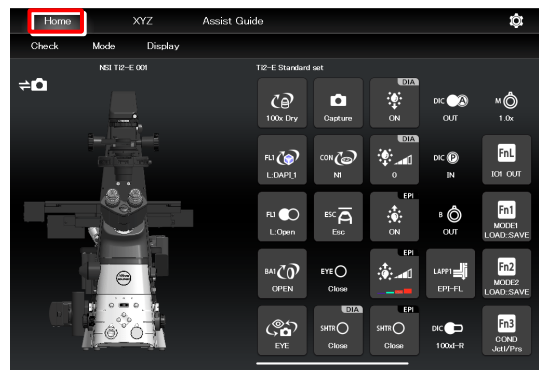 Home XYZ Assist Guide
Check Mode Display
NSI Ti2-E 001 Ti2-E Standard set
100x Dry
Capture
DIA
ON
DIC A
OUT
M
1.0x
FL1
L:DAPI_1
CON
N1
DIA
0
DIC P
IN
FnL
IO1 OUT
FL1
L:Open
ESC
Esc
EPI
ON
B
OUT
Fn1
MODE1
LOAD:SAVE
BA1
OPEN
EYE
Close
EPI
LAPP1
EPI-FL
Fn2
MODE2
LOAD:SAVE
EYE
DIA
SHTR
Close
EPI
SHTR
Close
DIC
100xI-R
Fn3
COND
Jctl/Prs